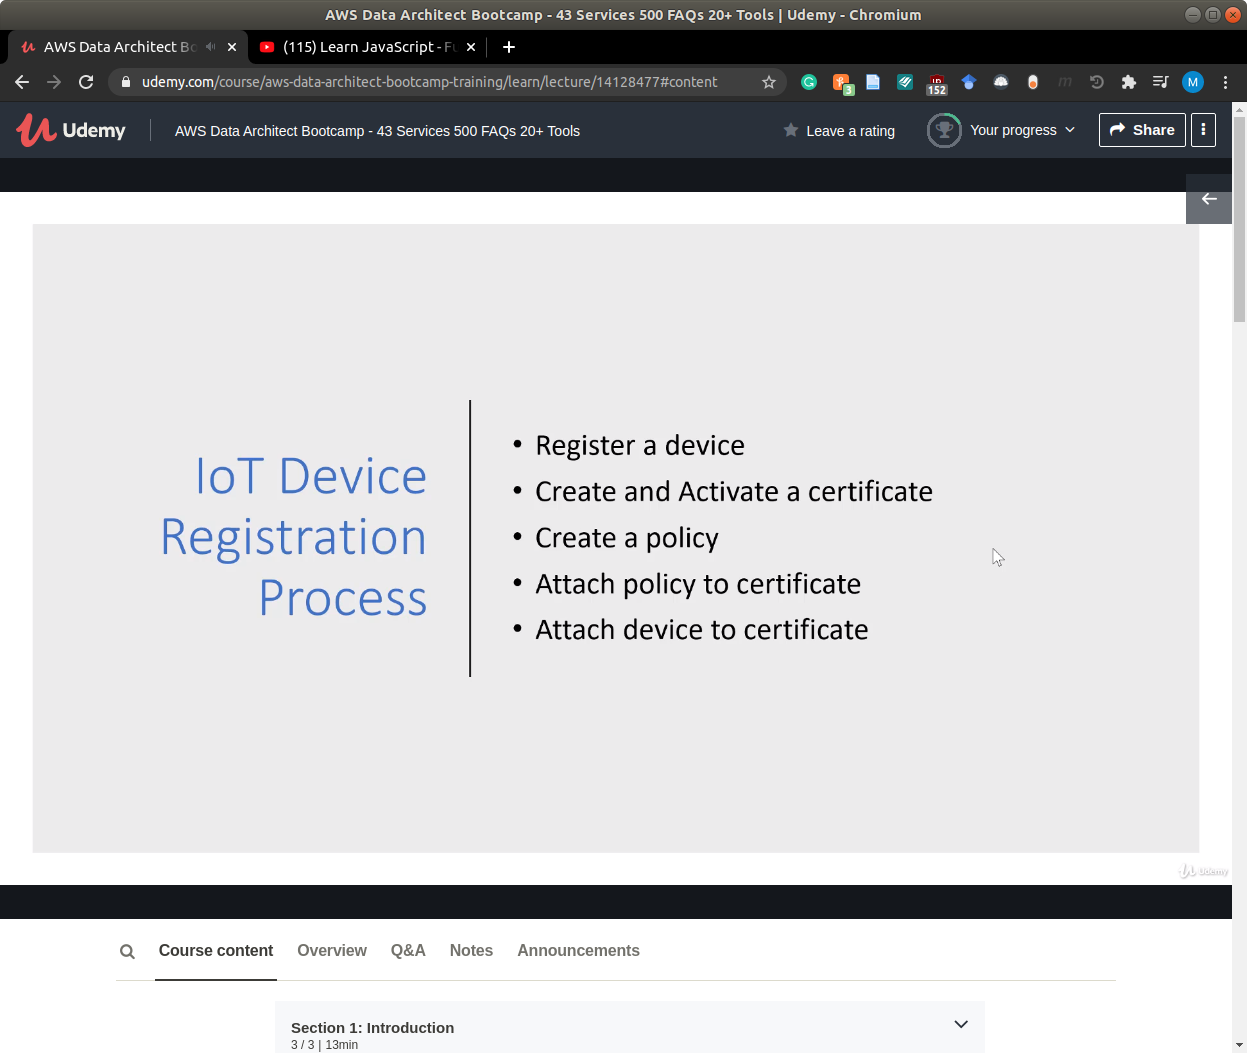 AWS Data Architect Bootcamp - 43 Services 500 FAQs 20+ Tools | Udemy - Chromium
AWS Data Architect Bo
(115) Learn JavaScript - Fu
udemy.com/course/aws-data-architect-bootcamp-training/learn/lecture/14128477#content
3
152
M
Udemy
AWS Data Architect Bootcamp - 43 Services 500 FAQs 20+ Tools
Leave a rating
Your progress
Share
IoT Device
Registration
Process
• Register a device
• Create and Activate a certificate
• Create a policy
• Attach policy to certificate
• Attach device to certificate
Udemy
Course content
Overview
Q&A
Notes
Announcements
Section 1: Introduction
3 / 3 | 13min